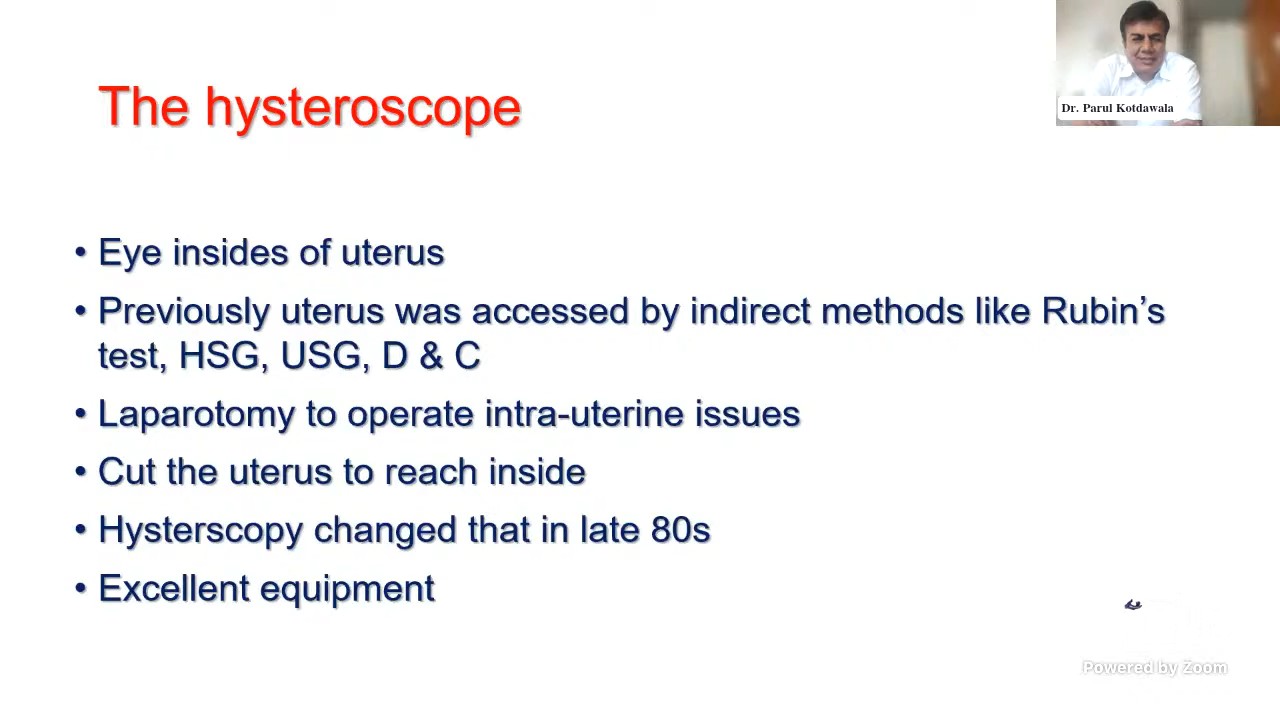 The hysteroscope
Dr. Parul Kotdawala
• Eye insides of uterus
• Previously uterus was accessed by indirect methods like Rubin's
test, HSG, USG, D & C
• Laparotomy to operate intra-uterine issues
• Cut the uterus to reach inside
• Hysterscopy changed that in late 80s
• Excellent equipment
Powered by Zoom